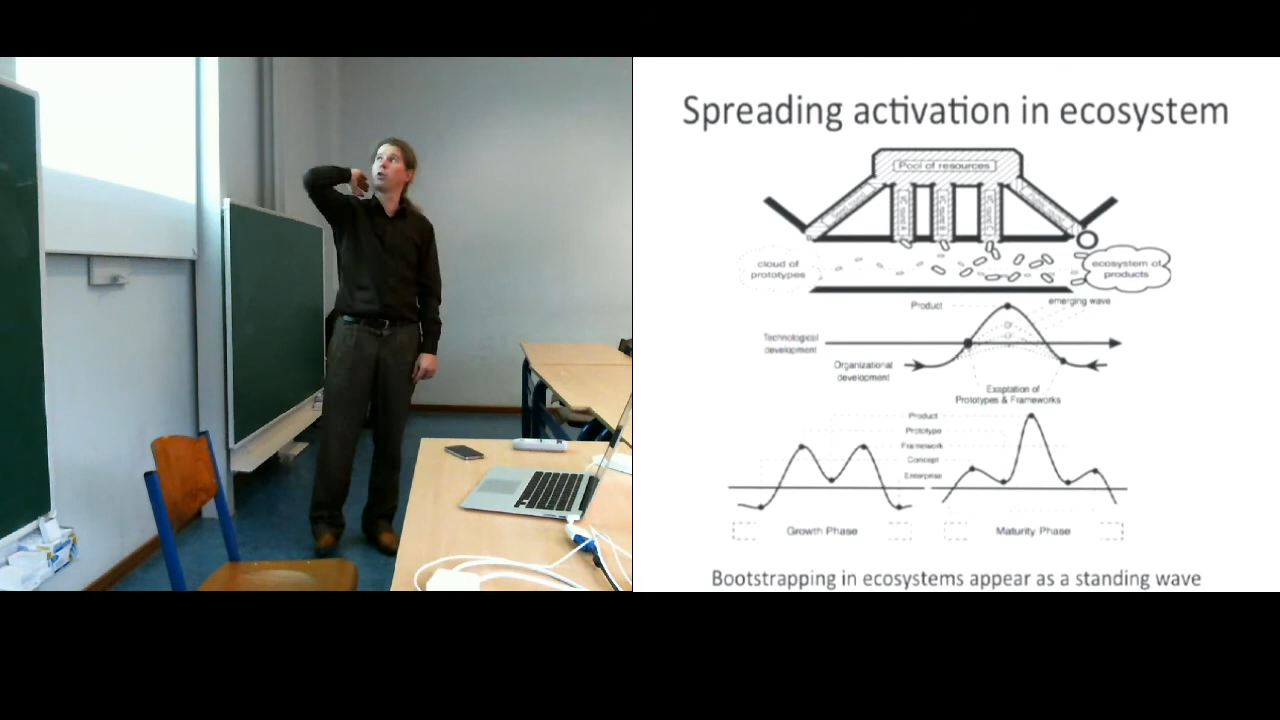 Spreading activation in ecosystem
Pool of resources
cloud of
prototypes
ecosystem of
products
Product
emerging wave
Technological
development
Organizational
development
Exaptation of
Prototypes & Frameworks
Product
Prototype
Framework
Concept
Enterprise
Growth Phase
Maturity Phase
Bootstrapping in ecosystems appear as a standing wave